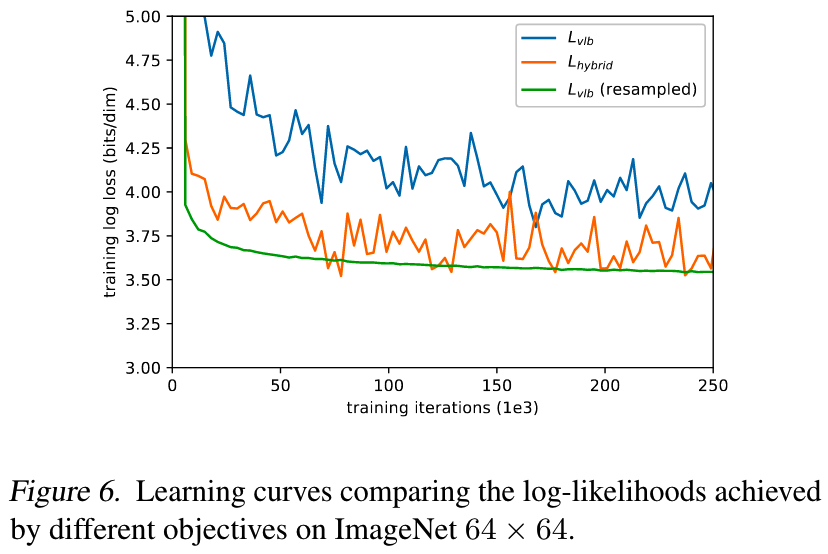 5.00
4.75
4.50
4.25
4.00
3.75
3.50
3.25
3.00
training log loss (bits/dim)
L_vlb
L_hybrid
L_vlb (resampled)
0 50 100 150 200 250
training iterations (1e3)
Figure 6. Learning curves comparing the log-likelihoods achieved
by different objectives on ImageNet 64 × 64.